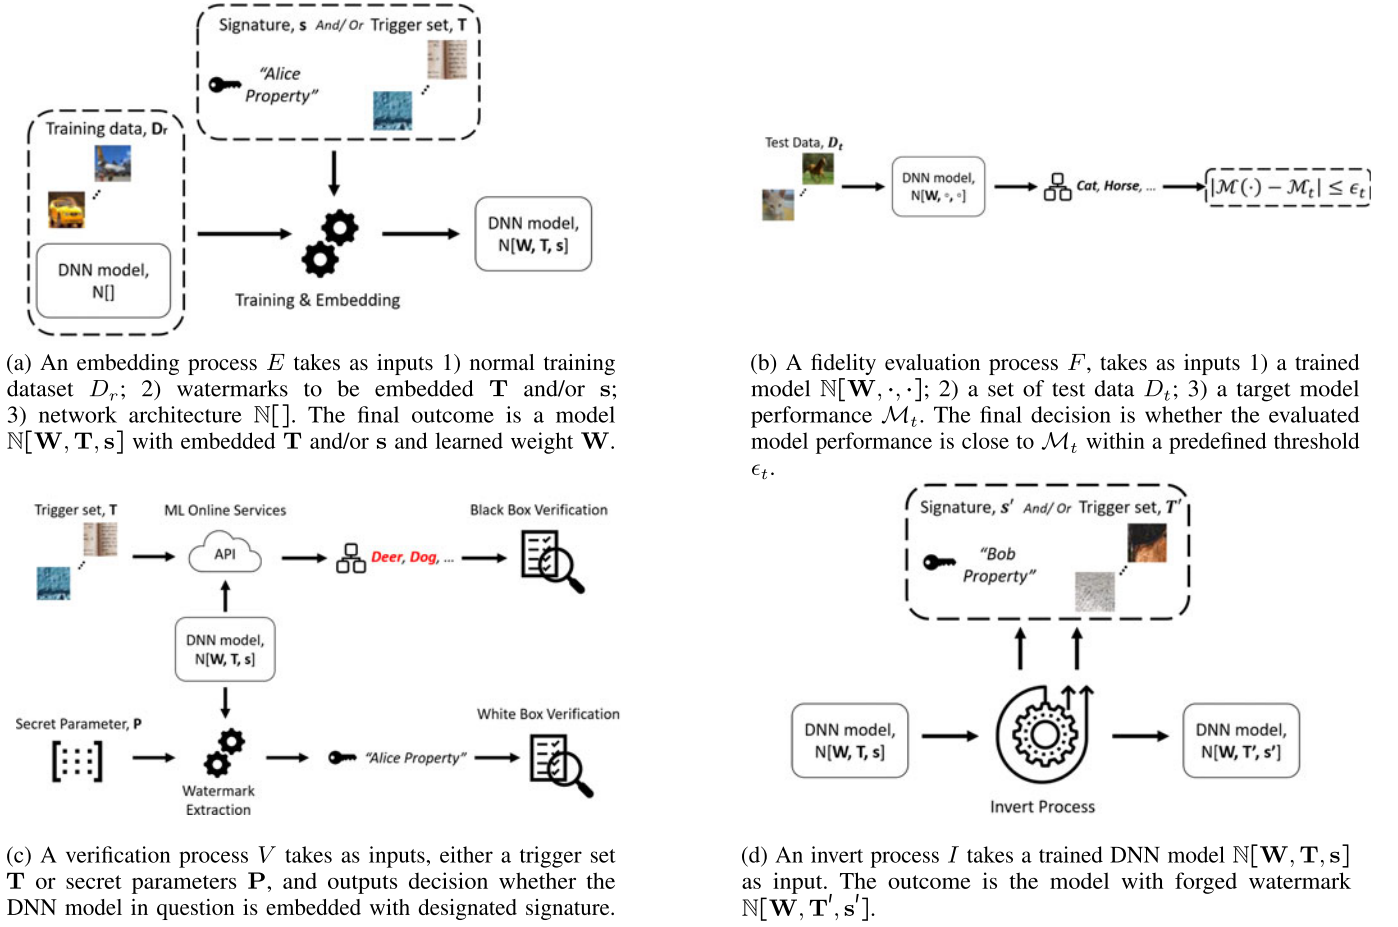 Signature, s And/ Or Trigger set, T
“Alice
Property”
Training data, Dr
DNN model,
N[]
DNN model,
N[W, T, s]
Training & Embedding
(a) An embedding process E takes as inputs 1) normal training
dataset Dr; 2) watermarks to be embedded T and/or s;
3) network architecture ℕ[]. The final outcome is a model
ℕ[W, T, s] with embedded T and/or s and learned weight W.
Test Data, Dt
DNN model,
N[W, ∘, ∘]
Cat, Horse, ...
|ℳ(·) − ℳt| ≤ ϵt
(b) A fidelity evaluation process F, takes as inputs 1) a trained
model ℕ[W, ·, ·]; 2) a set of test data Dt; 3) a target model
performance ℳt. The final decision is whether the evaluated
model performance is close to ℳt within a predefined threshold
ϵt.
Trigger set, T
ML Online Services
API
Deer, Dog, ...
Black Box Verification
DNN model,
N[W, T, s]
Secret Parameter, P
Watermark
Extraction
“Alice Property”
White Box Verification
(c) A verification process V takes as inputs, either a trigger set
T or secret parameters P, and outputs decision whether the
DNN model in question is embedded with designated signature.
Signature, s′ And/ Or Trigger set, T′
“Bob
Property”
DNN model,
N[W, T, s]
Invert Process
DNN model,
N[W, T′, s′]
(d) An invert process I takes a trained DNN model ℕ[W, T, s]
as input. The outcome is the model with forged watermark
ℕ[W, T′, s′].